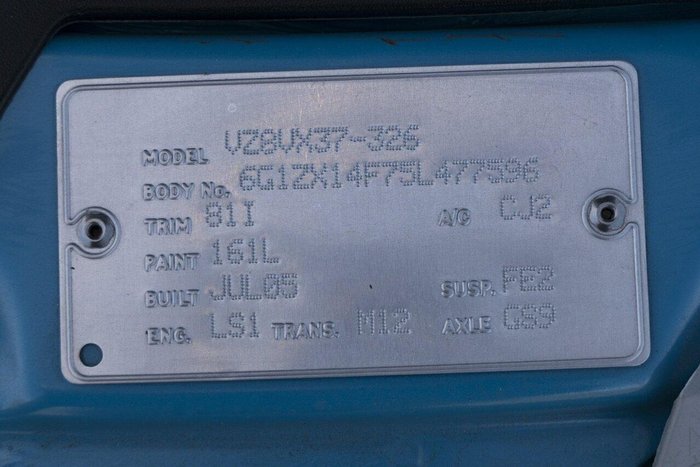 MODEL VZ8VX37-326
BODY No. 6G1ZX14F75L477596
TRIM 81I A/C CJ2
PAINT 161L
BUILT JUL05 SUSP. FE2
ENG. LS1 TRANS. M12 AXLE GS9